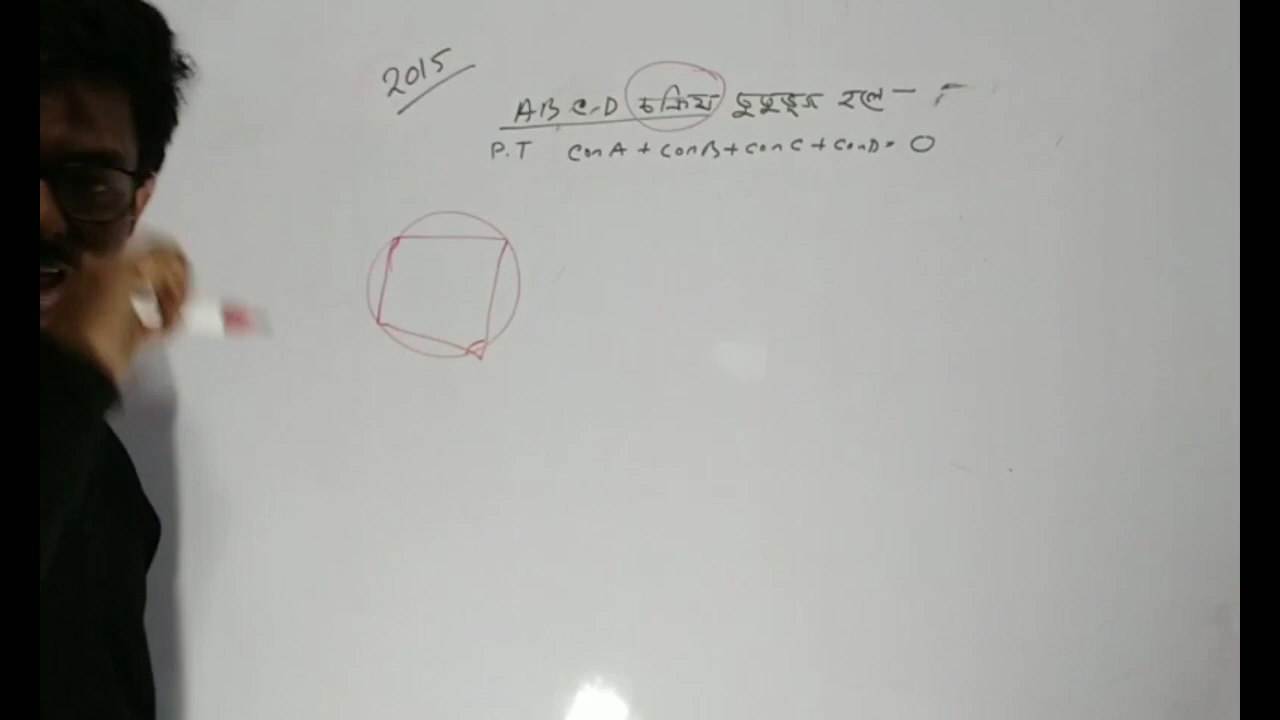 2015
ABCD চক্রিয় চতুর্ভুজ হলে -
P.T cosA + cosB + cosC + cosD = 0